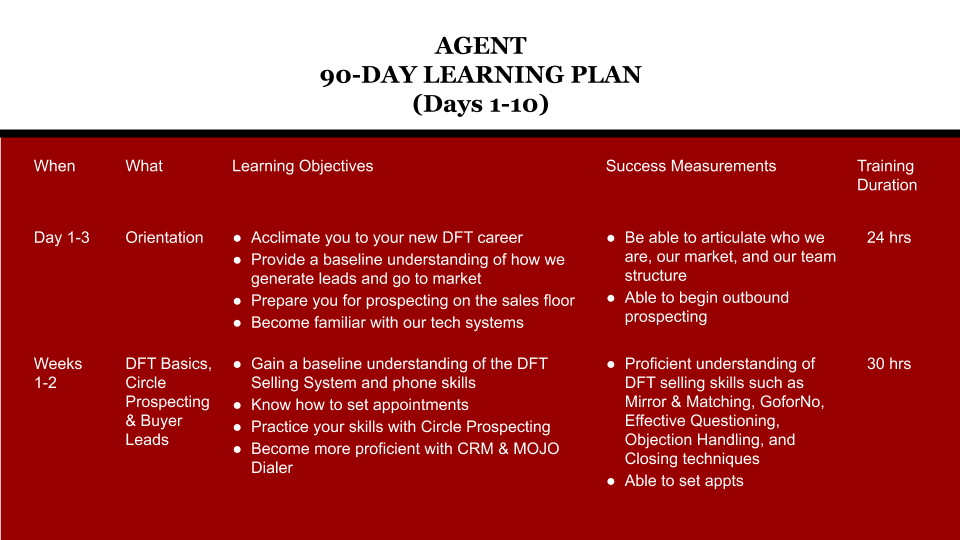 AGENT
90-DAY LEARNING PLAN
(Days 1-10)
When
What
Learning Objectives
Success Measurements
Training
Duration
Day 1-3
Orientation
● Acclimate you to your new DFT career
● Provide a baseline understanding of how we
generate leads and go to market
● Prepare you for prospecting on the sales floor
● Become familiar with our tech systems
● Be able to articulate who we
are, our market, and our team
structure
● Able to begin outbound
prospecting
24 hrs
Weeks
1-2
DFT Basics,
Circle
Prospecting
& Buyer
Leads
● Gain a baseline understanding of the DFT
Selling System and phone skills
● Know how to set appointments
● Practice your skills with Circle Prospecting
● Become more proficient with CRM & MOJO
Dialer
● Proficient understanding of
DFT selling skills such as
Mirror & Matching, GoforNo,
Effective Questioning,
Objection Handling, and
Closing techniques
● Able to set appts
30 hrs